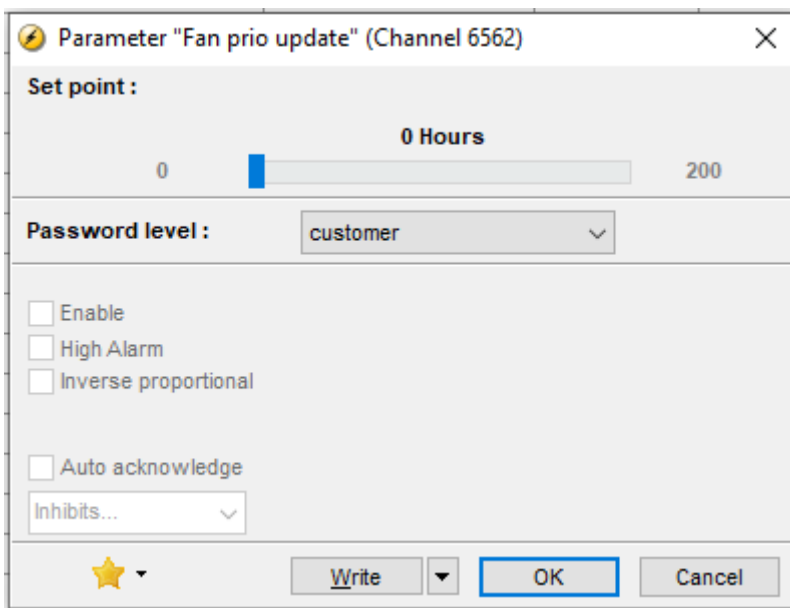 Parameter "Fan prio update" (Channel 6562)
Set point :
0 Hours
0 200
Password level : customer
Enable
High Alarm
Inverse proportional
Auto acknowledge
Inhibits...
Write OK Cancel